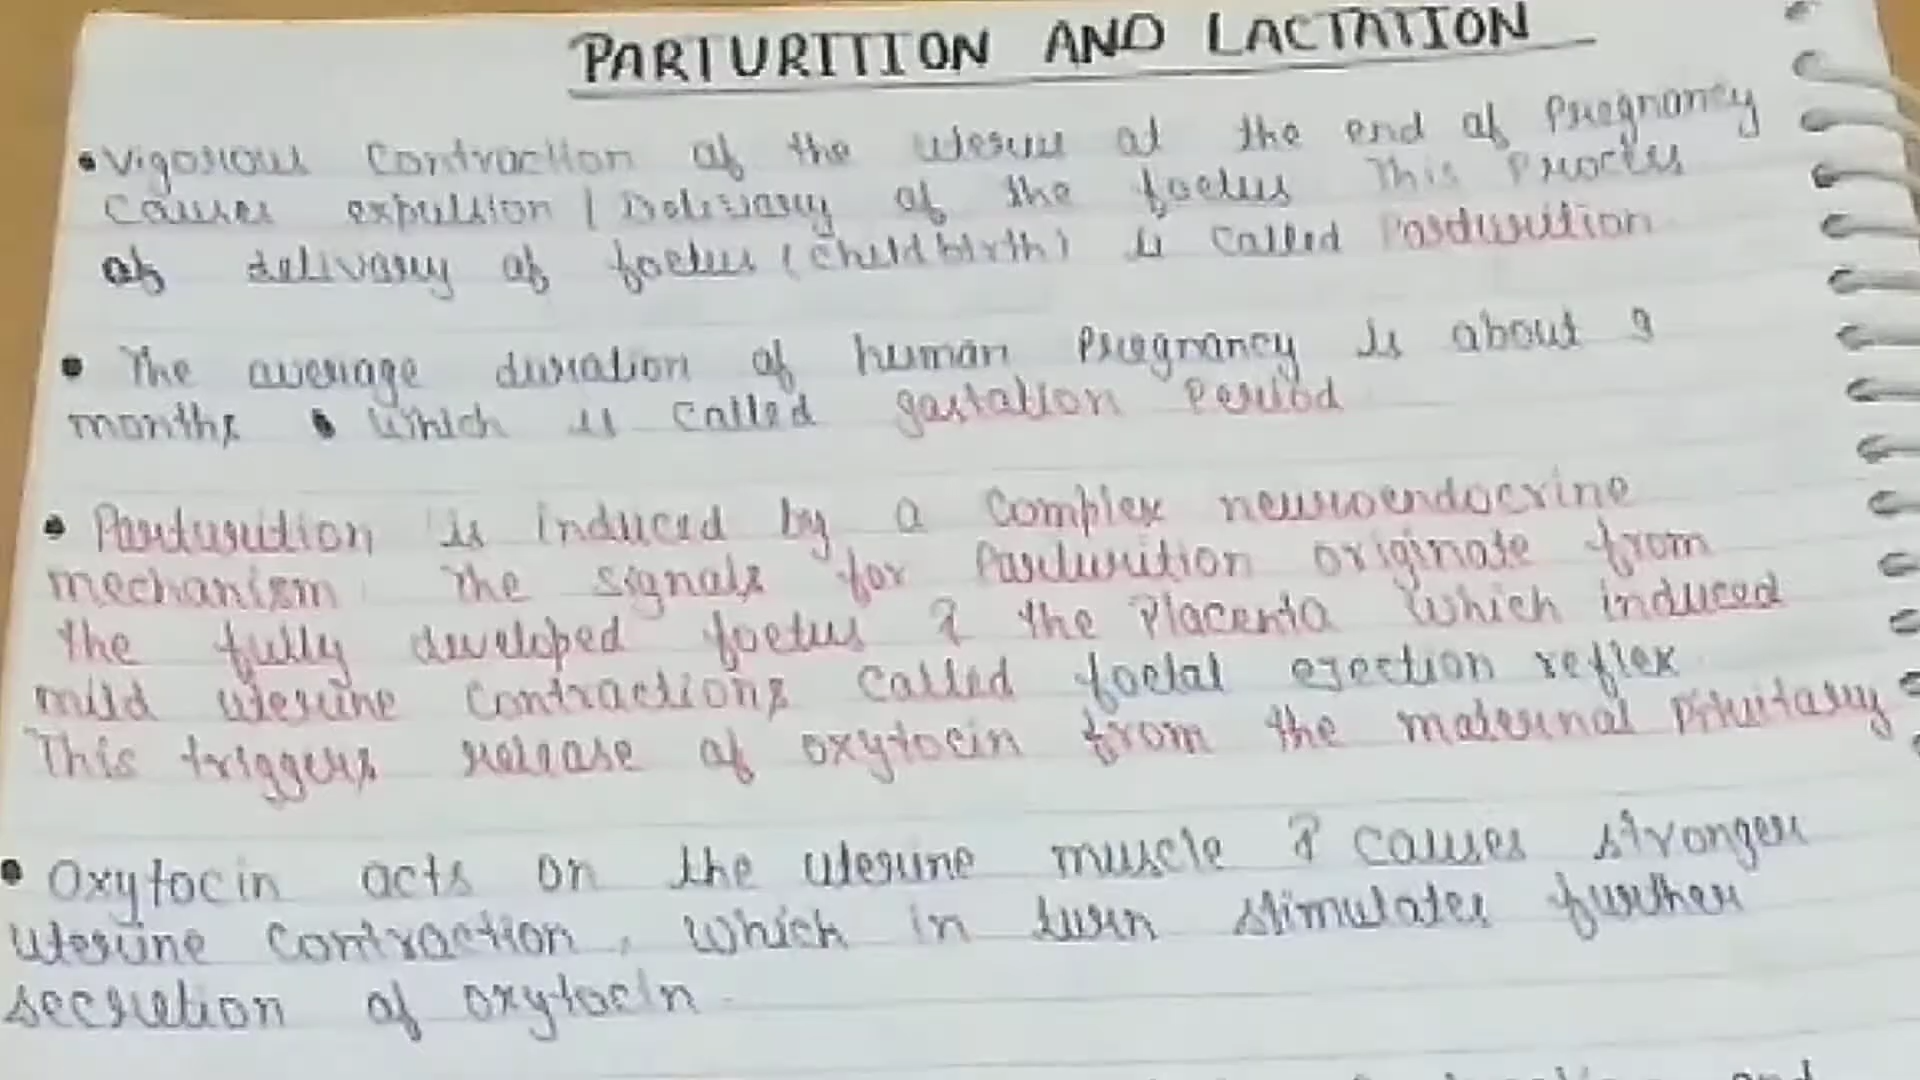 PARTURITION AND LACTATION
• Vigorous Contraction of the uterus at the end of Pregnancy
Causes expulsion / Delivary of the foetus This Process
of delivary of foetus (childbirth) is called Parturition
• The average duration of human Pregnancy is about 9
months which is called gastation Period
• Parturition is induced by a Complex neuroendocrine
mechanism. The signals for Parturition originate from
the fully developed foetus & the Placenta which induced
mild uterine Contractions called foetal ejection reflex.
This triggers release of oxytocin from the maternal Pituitary
• Oxytocin acts on the uterine muscle & causes stronger
uterine Contraction, which in turn stimulates further
secretion of oxytocin.
and